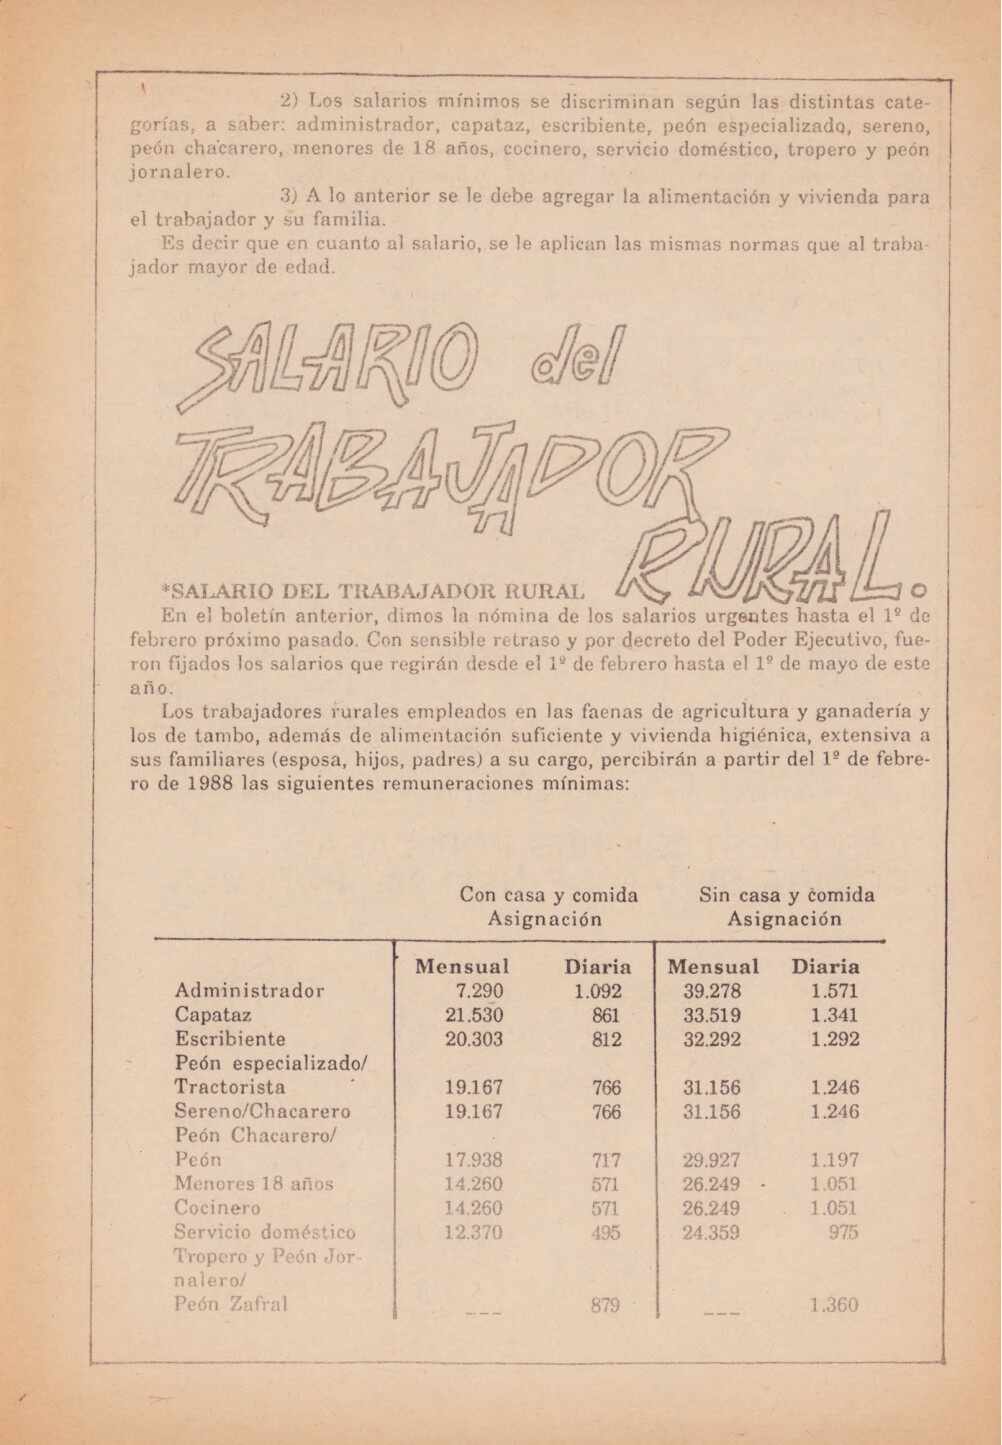 2) Los salarios mínimos se discriminan según las distintas cate-
gorías, a saber: administrador, capataz, escribiente, peón especializado, sereno,
peón chacarero, menores de 18 años, cocinero, servicio doméstico, tropero y peón
jornalero.
3) A lo anterior se le debe agregar la alimentación y vivienda para
el trabajador y su familia.
Es decir que en cuanto al salario, se le aplican las mismas normas que al traba-
jador mayor de edad.
SALARIO del
TRABAJADOR
RURAL.
*SALARIO DEL TRABAJADOR RURAL
En el boletín anterior, dimos la nómina de los salarios urgentes hasta el 1º de
febrero próximo pasado. Con sensible retraso y por decreto del Poder Ejecutivo, fue-
ron fijados los salarios que regirán desde el 1º de febrero hasta el 1º de mayo de este
año.
Los trabajadores rurales empleados en las faenas de agricultura y ganadería y
los de tambo, además de alimentación suficiente y vivienda higiénica, extensiva a
sus familiares (esposa, hijos, padres) a su cargo, percibirán a partir del 1º de febre-
ro de 1988 las siguientes remuneraciones mínimas:
Con casa y comida Sin casa y comida
Asignación Asignación
Mensual Diaria Mensual Diaria
Administrador 7.290 1.092 39.278 1.571
Capataz 21.530 861 33.519 1.341
Escribiente 20.303 812 32.292 1.292
Peón especializado/
Tractorista 19.167 766 31.156 1.246
Sereno/Chacarero 19.167 766 31.156 1.246
Peón Chacarero/
Peón 17.938 717 29.927 1.197
Menores 18 años 14.260 571 26.249 1.051
Cocinero 14.260 571 26.249 1.051
Servicio doméstico 12.370 495 24.359 975
Tropero y Peón Jor-
nalero/
Peón Zafral ___ 879 ___ 1.360